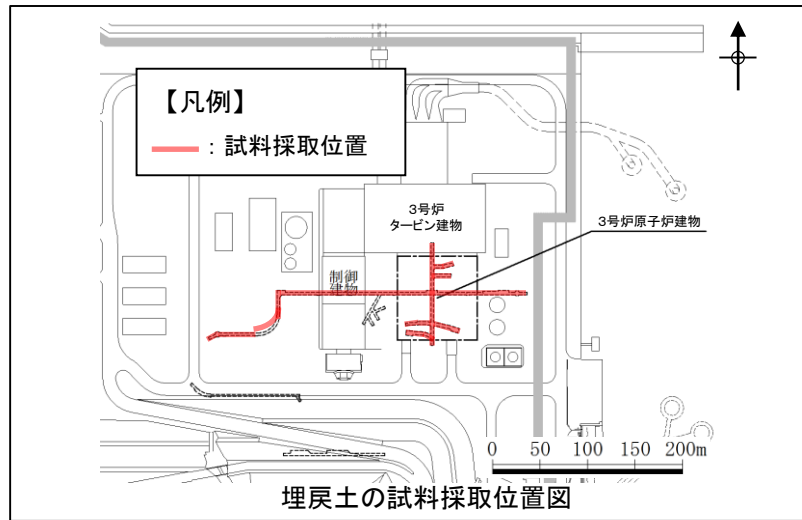 【凡例】
：試料採取位置
３号炉
タービン建物
３号炉原子炉建物
制御
建物
0 50 100 150 200m
埋戻土の試料採取位置図